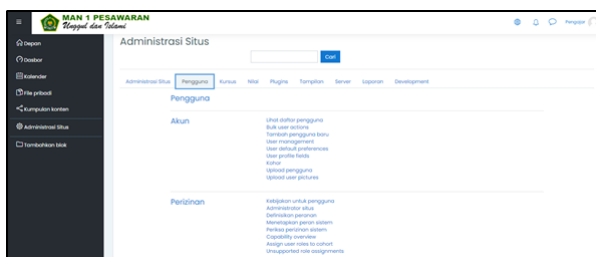 MAN 1 PESAWARAN
Unggul dan Islami
Pengajar
Depan
Dasbor
Kalender
File pribadi
Kumpulan konten
Administrasi Situs
Tambahkan blok
Administrasi Situs
Cari
Administrasi Situs Pengguna Kursus Nilai Plugins Tampilan Server Laporan Development
Pengguna
Akun
Lihat daftar pengguna
Bulk user actions
Tambah pengguna baru
User management
User default preferences
User profile fields
Kohor
Upload pengguna
Upload user pictures
Perizinan
Kebijakan untuk pengguna
Administrator situs
Definisikan peranan
Menetapkan peran sistem
Periksa perizinan sistem
Capability overview
Assign user roles to cohort
Unsupported role assignments